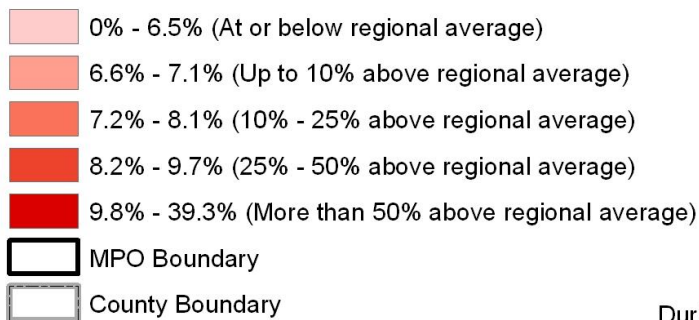 0% - 6.5% (At or below regional average)
6.6% - 7.1% (Up to 10% above regional average)
7.2% - 8.1% (10% - 25% above regional average)
8.2% - 9.7% (25% - 50% above regional average)
9.8% - 39.3% (More than 50% above regional average)
MPO Boundary
County Boundary
Dur